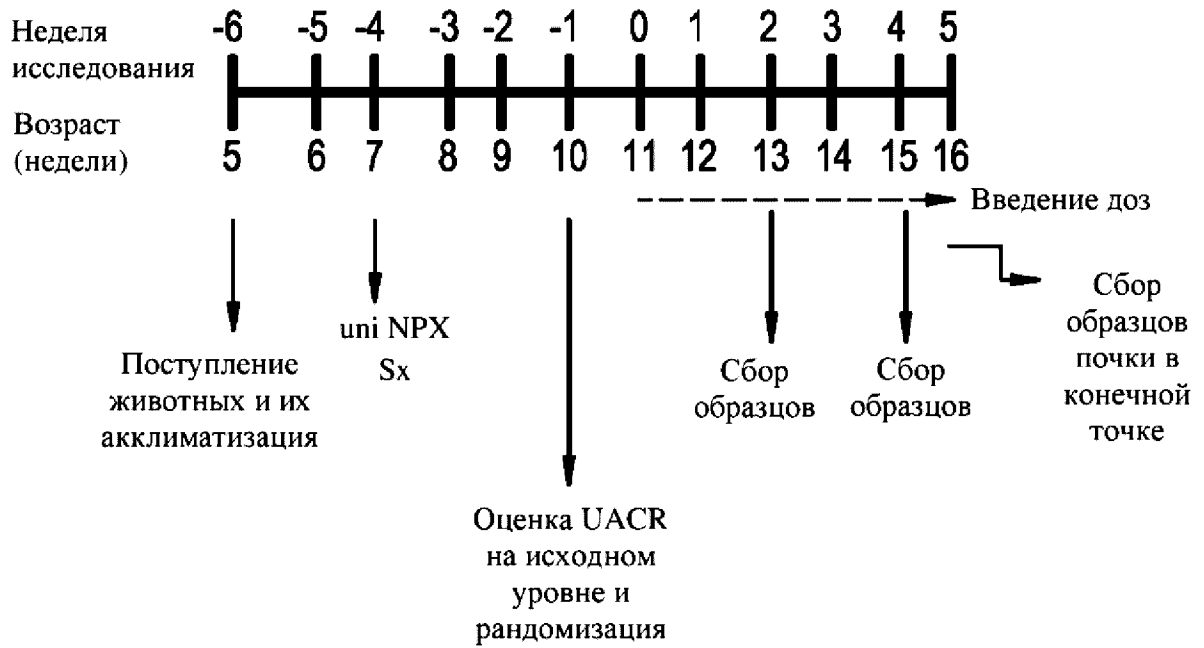 Неделя исследования
-6 -5 -4 -3 -2 -1 0 1 2 3 4 5
Возраст (недели)
5 6 7 8 9 10 11 12 13 14 15 16
Введение доз
Поступление
животных и их
акклиматизация
uni NPX
Sx
Оценка UACR
на исходном
уровне и
рандомизация
Сбор
образцов
Сбор
образцов
Сбор
образцов
почки в
конечной
точке